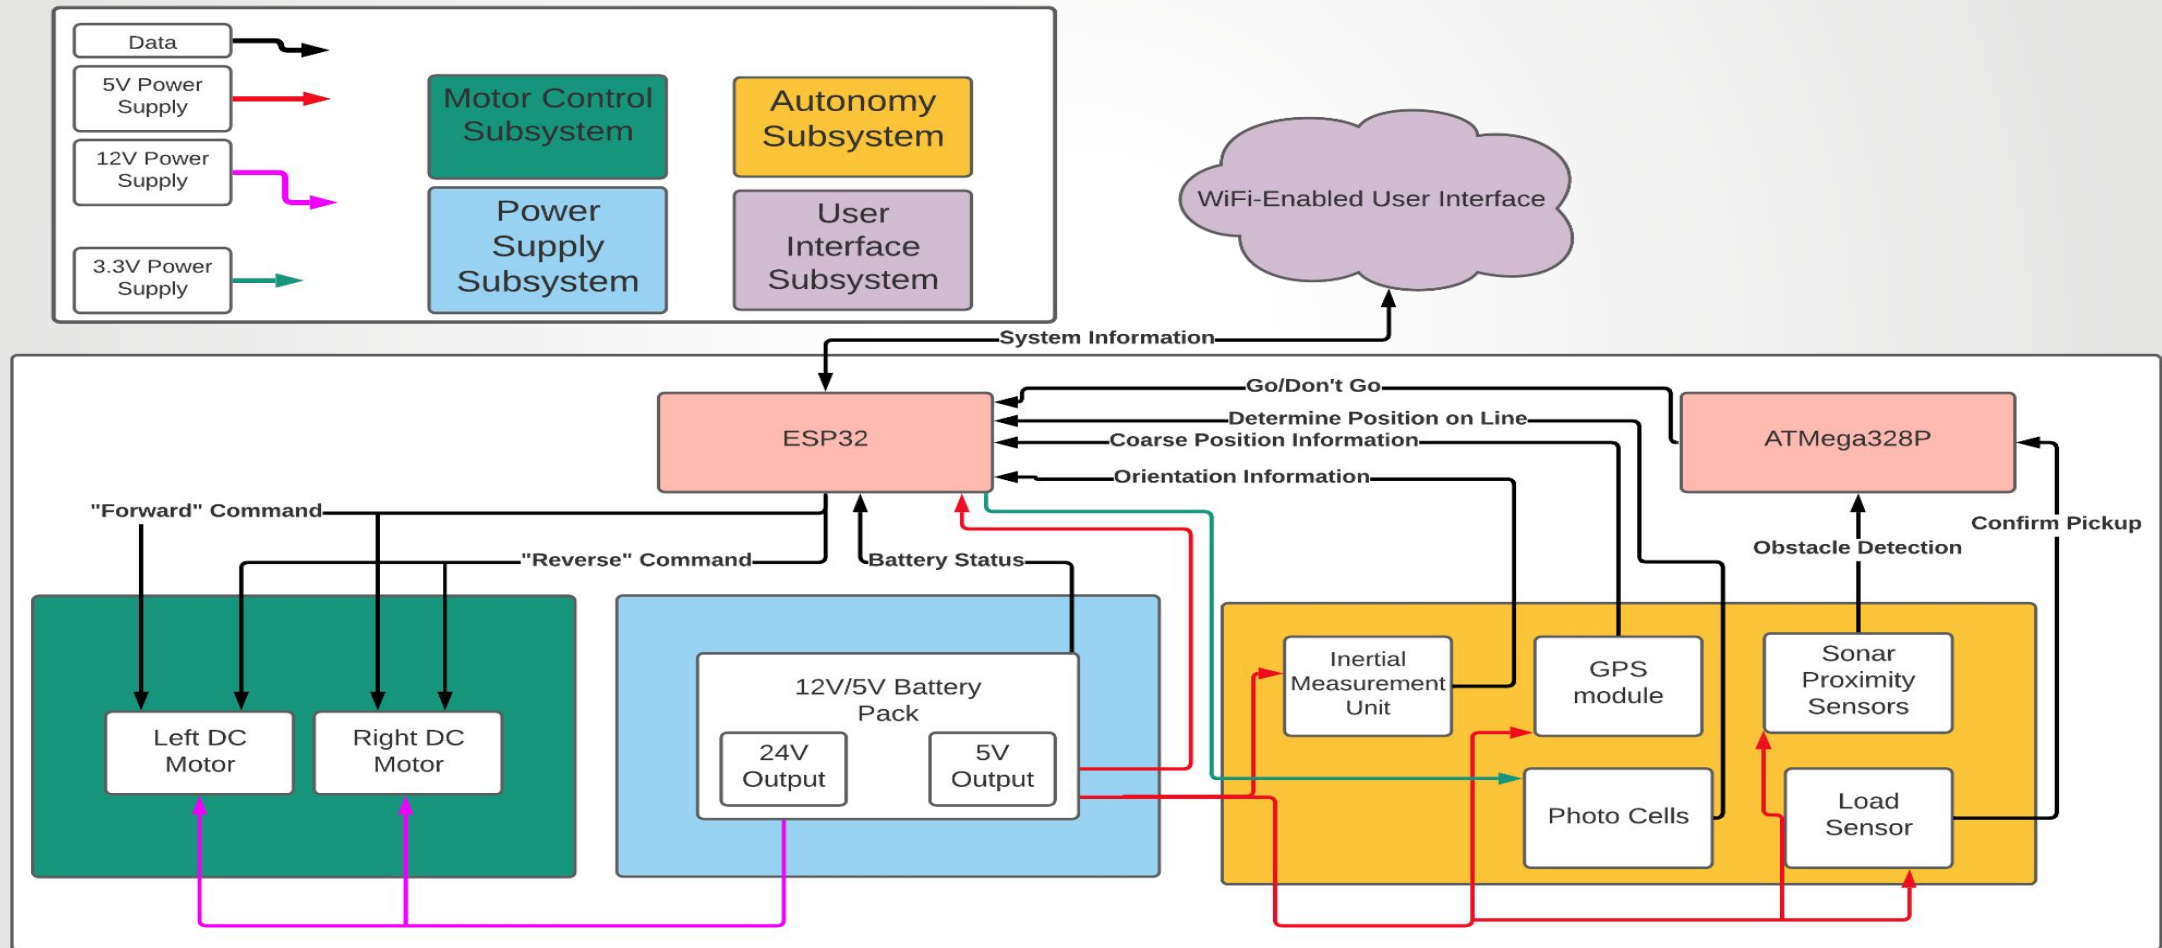 Data
5V Power
Supply
12V Power
Supply
3.3V Power
Supply
Motor Control
Subsystem
Autonomy
Subsystem
Power
Supply
Subsystem
User
Interface
Subsystem
WiFi-Enabled User Interface
System Information
Go/Don't Go
Determine Position on Line
Coarse Position Information
Orientation Information
ESP32
ATMega328P
"Forward" Command
"Reverse" Command
Battery Status
Obstacle Detection
Confirm Pickup
Left DC
Motor
Right DC
Motor
12V/5V Battery
Pack
24V
Output
5V
Output
Inertial
Measurement
Unit
GPS
module
Sonar
Proximity
Sensors
Photo Cells
Load
Sensor